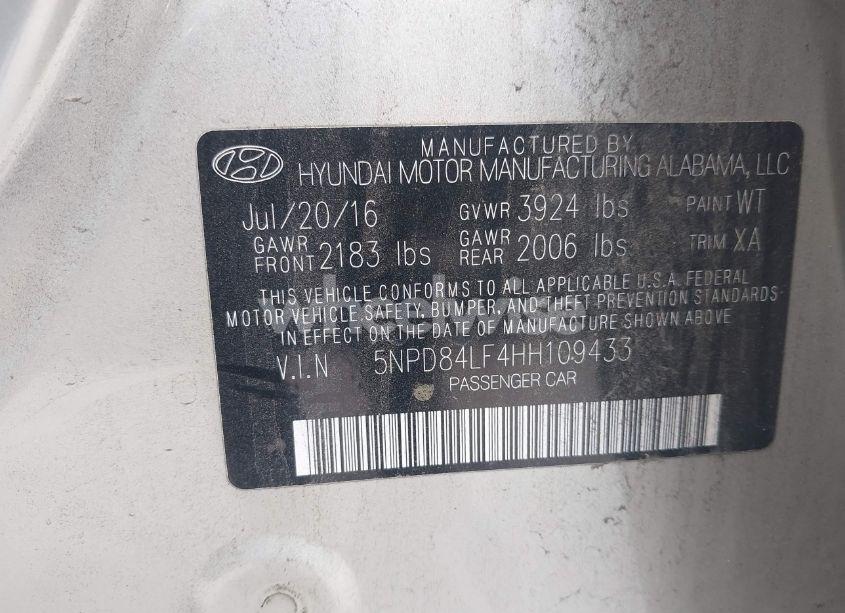 MANUFACTURED BY
HYUNDAI MOTOR MANUFACTURING ALABAMA, LLC
Jul/20/16 GVWR 3924 lbs PAINT WT
GAWR FRONT 2183 lbs GAWR REAR 2006 lbs TRIM XA
THIS VEHICLE CONFORMS TO ALL APPLICABLE U.S.A. FEDERAL
MOTOR VEHICLE SAFETY, BUMPER, AND THEFT PREVENTION STANDARDS
IN EFFECT ON THE DATE OF MANUFACTURE SHOWN ABOVE
V.I.N 5NPD84LF4HH109433
PASSENGER CAR